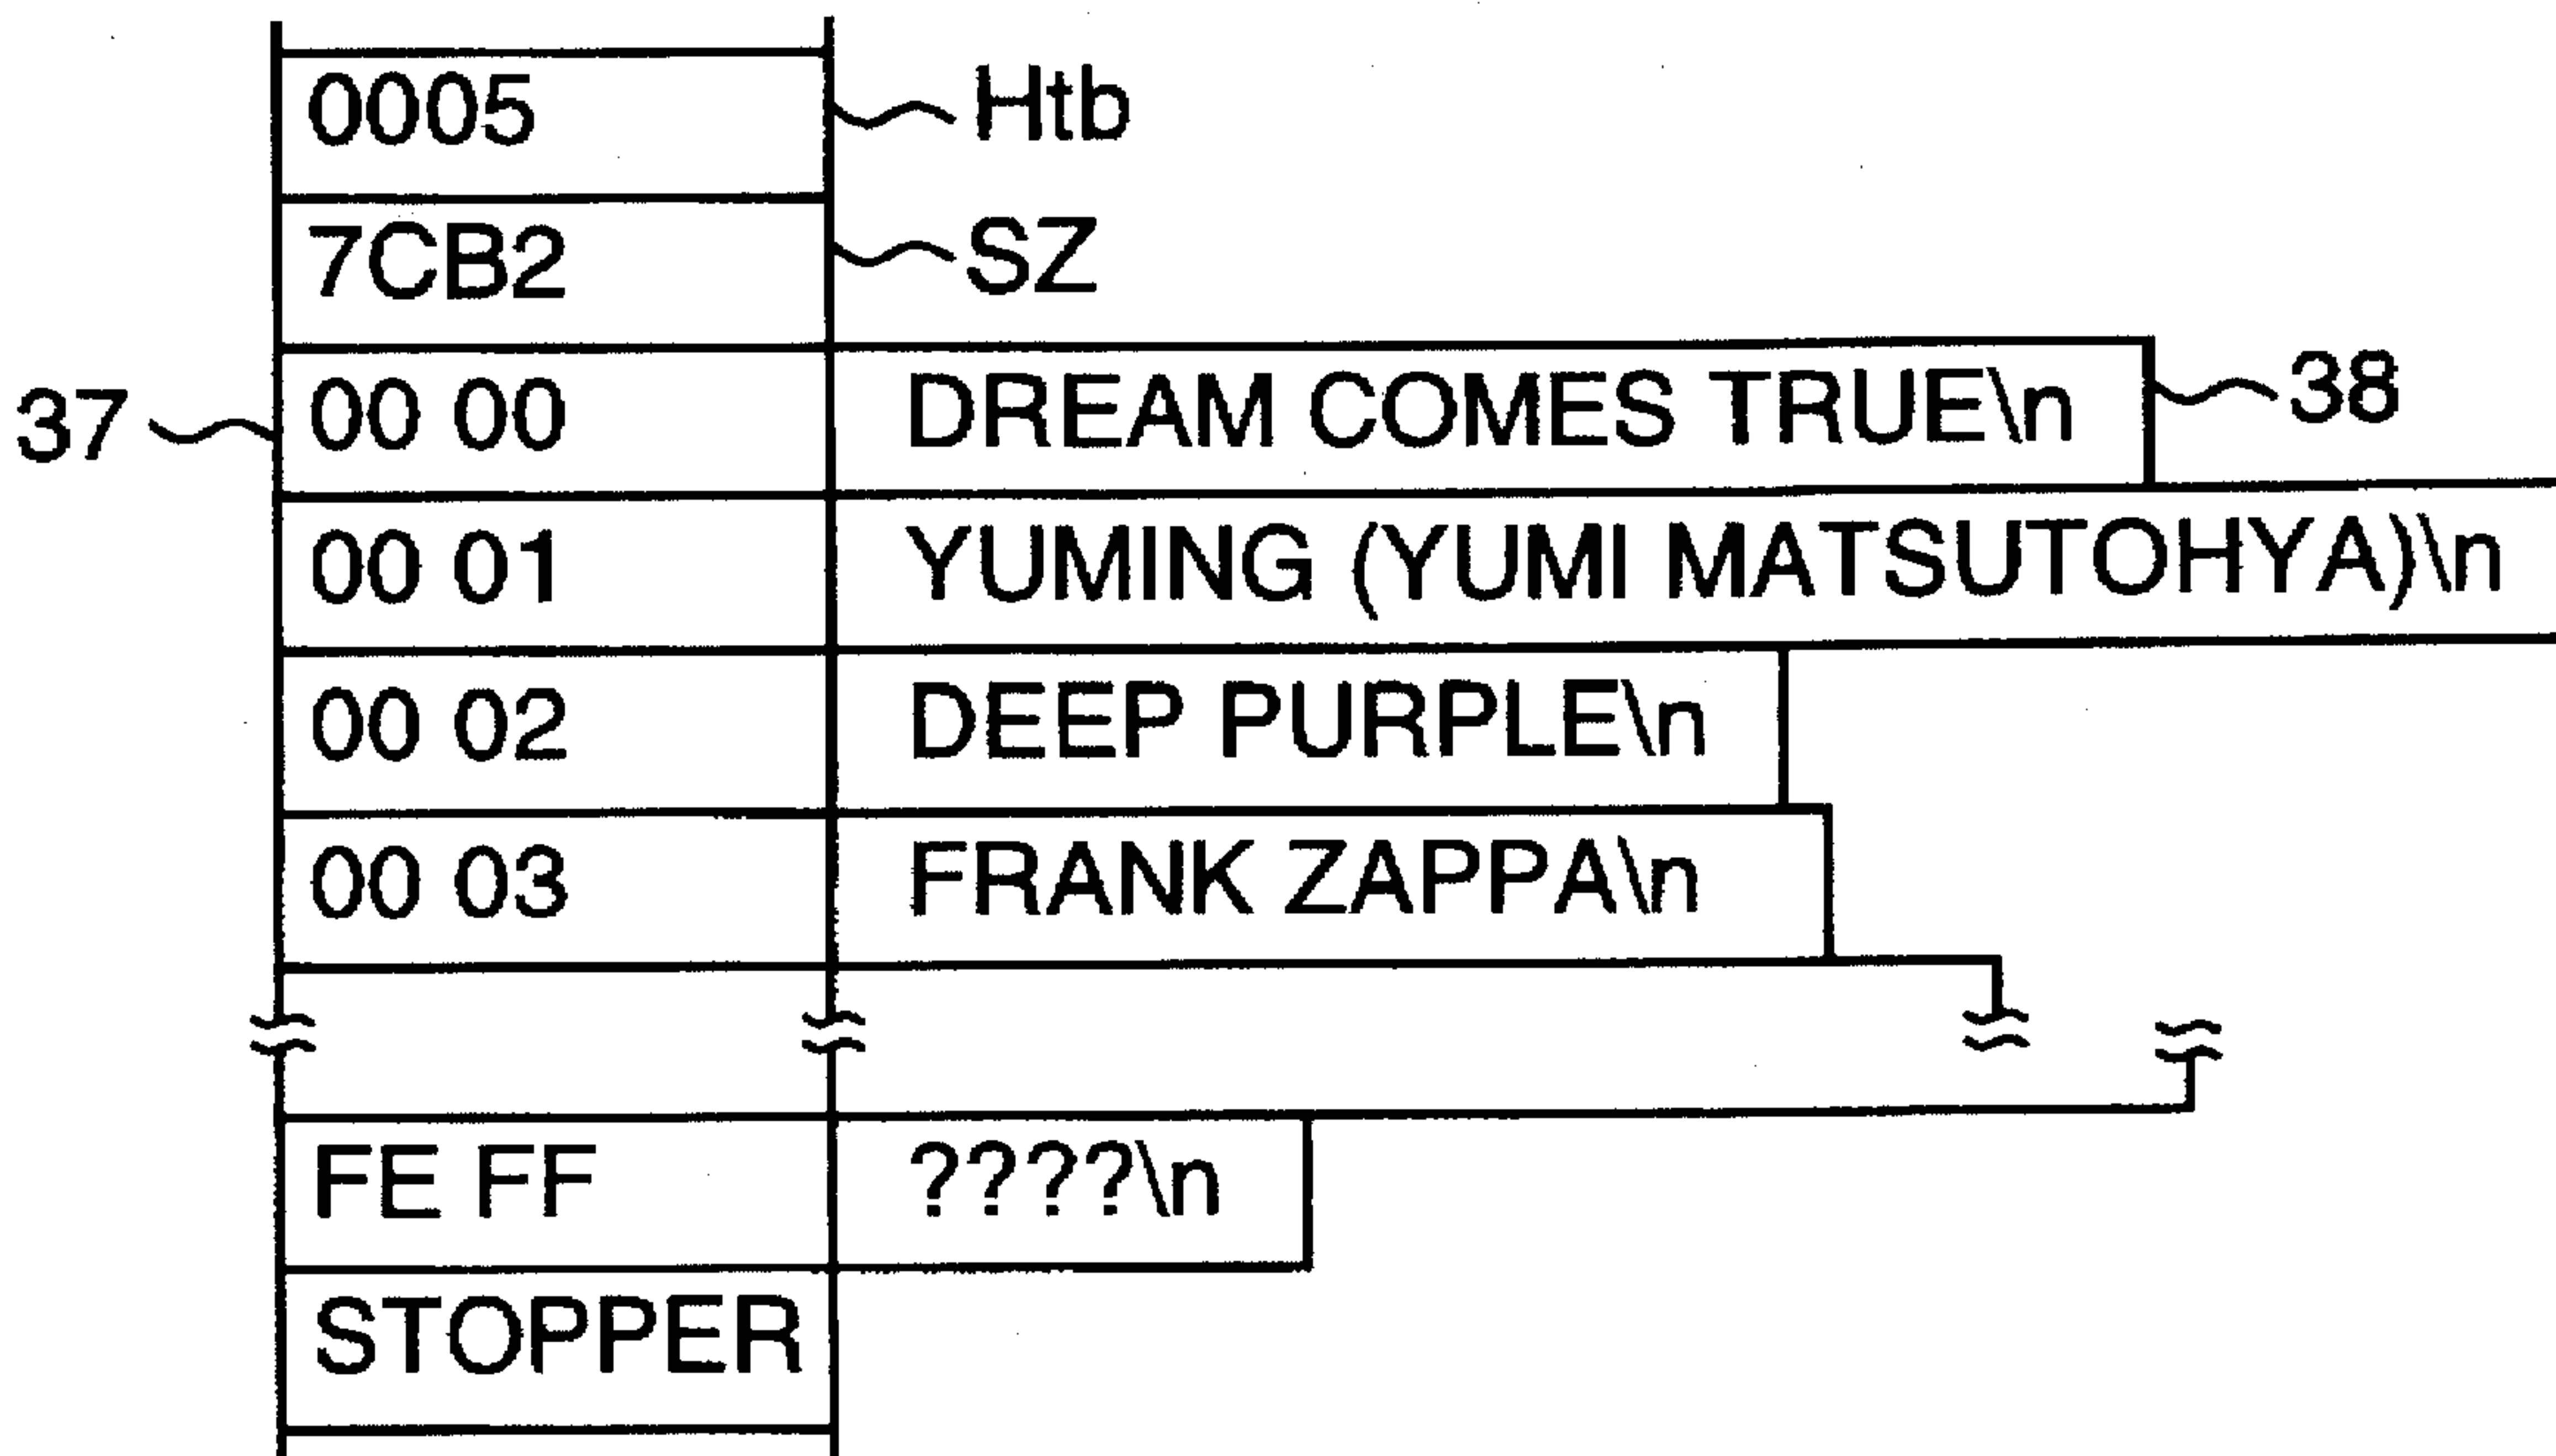 0005 Htb
7CB2 SZ
37 00 00 DREAM COMES TRUE\n 38
00 01 YUMING (YUMI MATSUTOHYA)\n
00 02 DEEP PURPLE\n
00 03 FRANK ZAPPA\n
FE FF ????\n
STOPPER